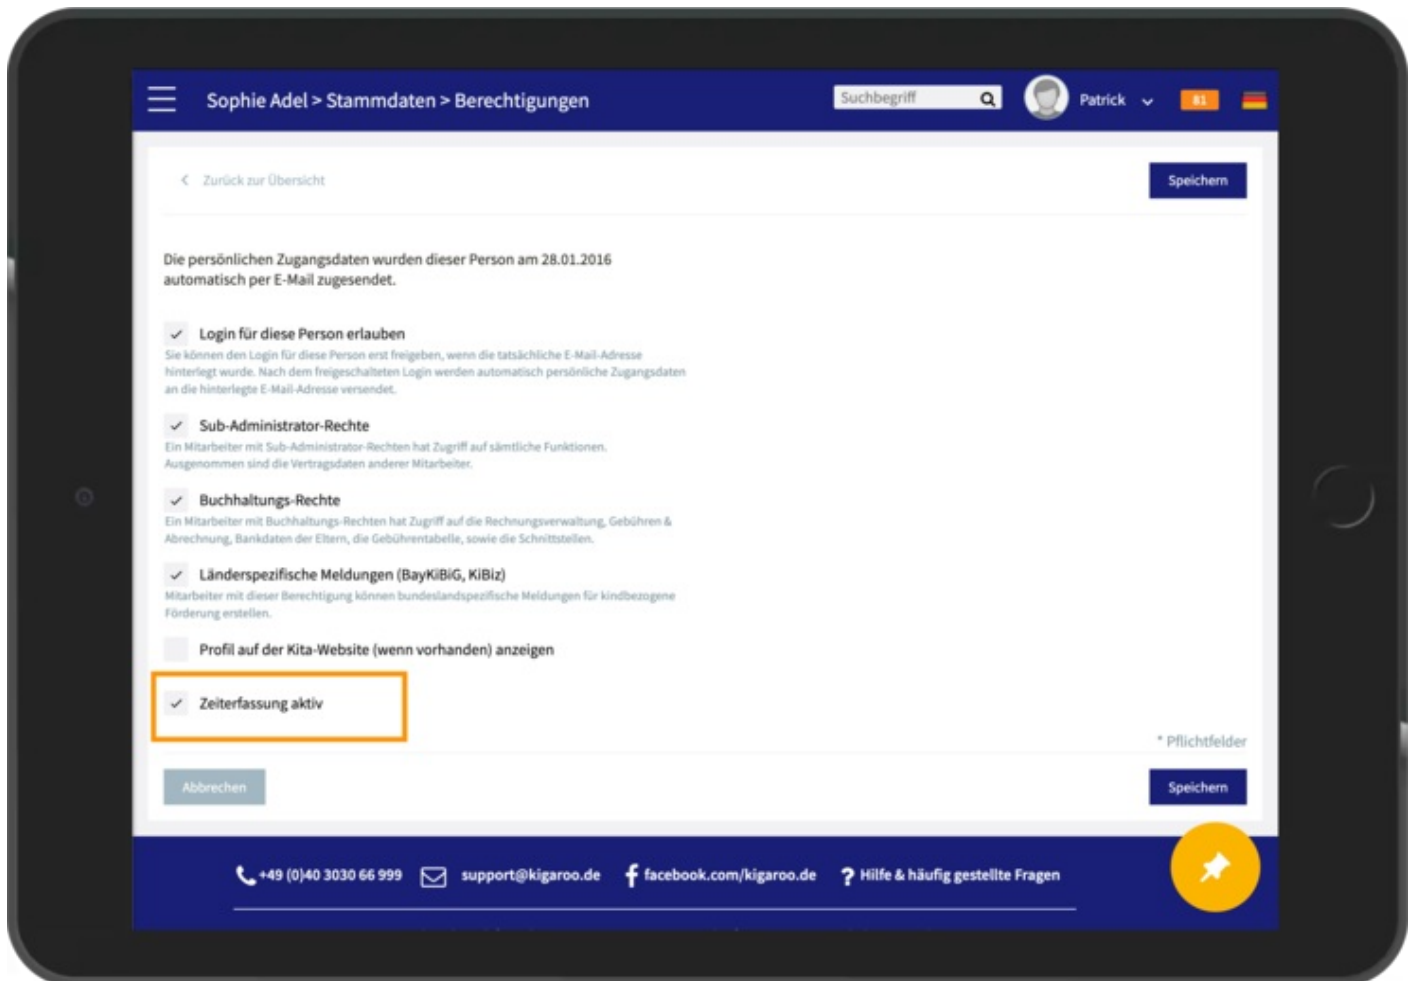 Sophie Adel > Stammdaten > Berechtigungen
Suchbegriff
Patrick
81
Zurück zur Übersicht
Speichern
Die persönlichen Zugangsdaten wurden dieser Person am 28.01.2016
automatisch per E-Mail zugesendet.
Login für diese Person erlauben
Sie können den Login für diese Person erst freigeben, wenn die tatsächliche E-Mail-Adresse
hinterlegt wurde. Nach dem freigeschalteten Login werden automatisch persönliche Zugangsdaten
an die hinterlegte E-Mail-Adresse versendet.
Sub-Administrator-Rechte
Ein Mitarbeiter mit Sub-Administrator-Rechten hat Zugriff auf sämtliche Funktionen.
Ausgenommen sind die Vertragsdaten anderer Mitarbeiter.
Buchhaltungs-Rechte
Ein Mitarbeiter mit Buchhaltungs-Rechten hat Zugriff auf die Rechnungsverwaltung, Gebühren &
Abrechnung, Bankdaten der Eltern, die Gebührentabelle, sowie die Schnittstellen.
Länderspezifische Meldungen (BayKiBiG, KiBiz)
Mitarbeiter mit dieser Berechtigung können bundeslandspezifische Meldungen für kindbezogene
Förderung erstellen.
Profil auf der Kita-Website (wenn vorhanden) anzeigen
Zeiterfassung aktiv
* Pflichtfelder
Abbrechen
Speichern
+49 (0)40 3030 66 999
support@kigaroo.de
facebook.com/kigaroo.de
? Hilfe & häufig gestellte Fragen